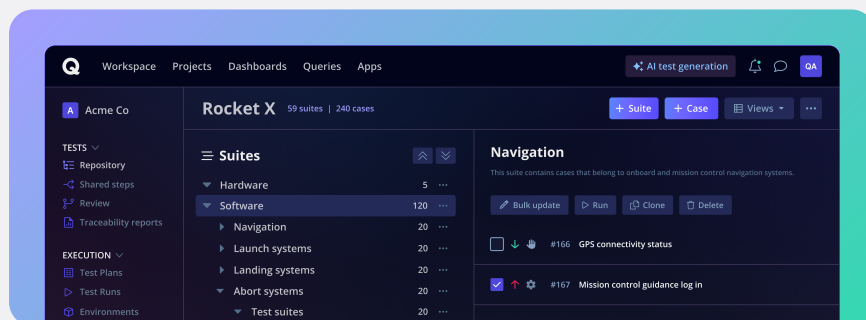 Q Workspace Projects Dashboards Queries Apps AI test generation QA
A Acme Co
Rocket X 59 suites | 240 cases + Suite + Case Views ...
TESTS
Repository
Shared steps
Review
Traceability reports
EXECUTION
Test Plans
Test Runs
Environments
Suites
Hardware 5 ...
Software 120 ...
Navigation 20 ...
Launch systems 20 ...
Landing systems 20 ...
Abort systems 20 ...
Test suites 20 ...
Navigation
This suite contains cases that belong to onboard and mission control navigation systems.
Bulk update Run Clone Delete
#166 GPS connectivity status
#167 Mission control guidance log in